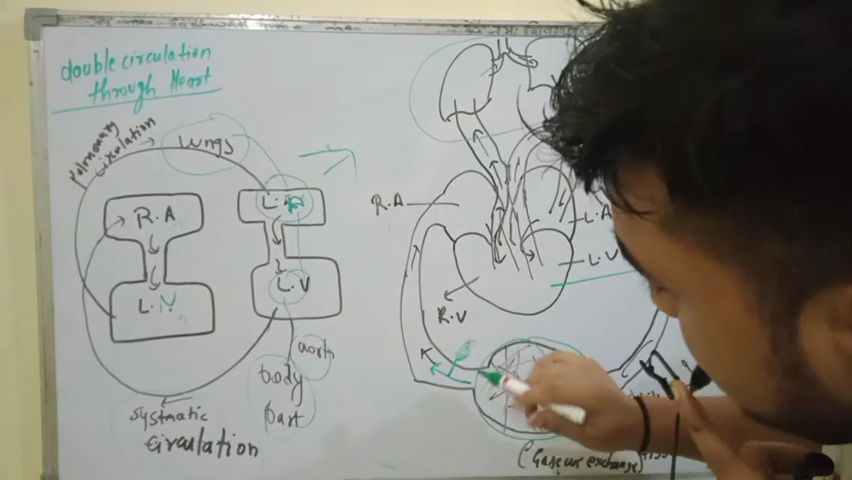 double circulation
through Heart
Pulmonary
circulation
Lungs
R.A
L.V
L.V
aorta
body
part
Systmatic
Circulation
R.A
L.A
L.V
R.V
(Gaseous exchange)